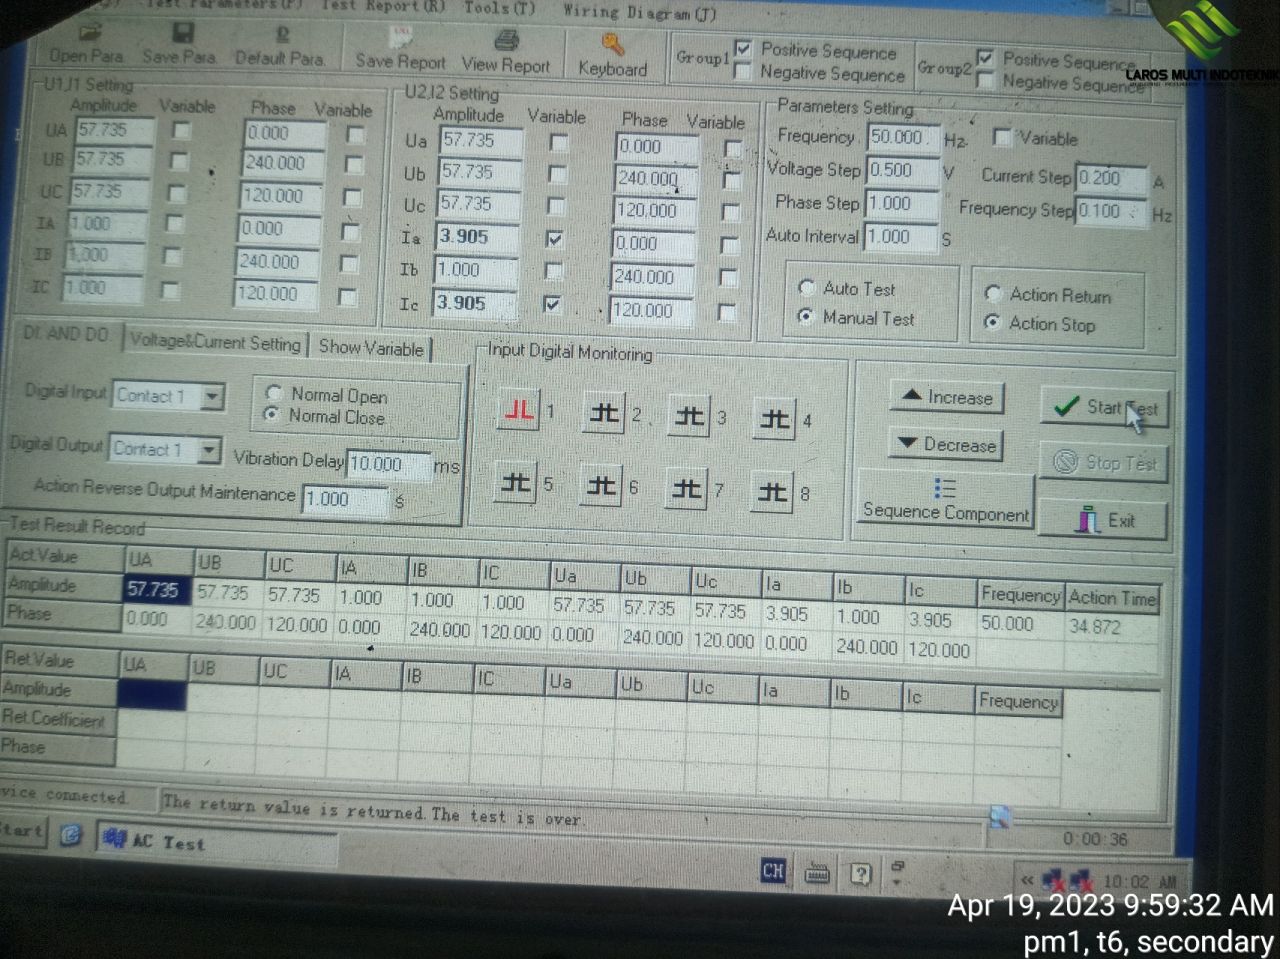 Test Parameters(P) Test Report(R) Tools(T) Wiring Diagram(J)
Open Para. Save Para. Default Para. Save Report View Report Keyboard
Group1 Positive Sequence
Negative Sequence
Group2 Positive Sequence
Negative Sequence
LAROS MULTI INDOTEKNIK
U1,I1 Setting
Amplitude Variable Phase Variable
UA 57.735 0.000
UB 57.735 240.000
UC 57.735 120.000
IA 1.000 0.000
IB 1.000 240.000
IC 1.000 120.000
U2,I2 Setting
Amplitude Variable Phase Variable
Ua 57.735 0.000
Ub 57.735 240.000
Uc 57.735 120.000
Ia 3.905 0.000
Ib 1.000 240.000
Ic 3.905 120.000
Parameters Setting
Frequency 50.000 Hz Variable
Voltage Step 0.500 V Current Step 0.200 A
Phase Step 1.000 Frequency Step 0.100 Hz
Auto Interval 1.000 S
Auto Test
Manual Test
Action Return
Action Stop
DI. AND DO. Voltage&Current Setting Show Variable
Digital Input Contact 1
Normal Open
Normal Close
Digital Output Contact 1 Vibration Delay 10.000 ms
Action Reverse Output Maintenance 1.000 s
Input Digital Monitoring
1 2 3 4
5 6 7 8
Increase Start Test
Decrease Stop Test
Sequence Component Exit
Test Result Record
Act.Value UA UB UC IA IB IC Ua Ub Uc Ia Ib Ic Frequency Action Time
Amplitude 57.735 57.735 57.735 1.000 1.000 1.000 57.735 57.735 57.735 3.905 1.000 3.905 50.000 34.872
Phase 0.000 240.000 120.000 0.000 240.000 120.000 0.000 240.000 120.000 0.000 240.000 120.000
Ret.Value UA UB UC IA IB IC Ua Ub Uc Ia Ib Ic Frequency
Amplitude
Ret.Coefficient
Phase
vice connected. The return value is returned.The test is over.
0:00:36
tart AC Test CH ? « 10:02 AM
Apr 19, 2023 9:59:32 AM
pm1, t6, secondary